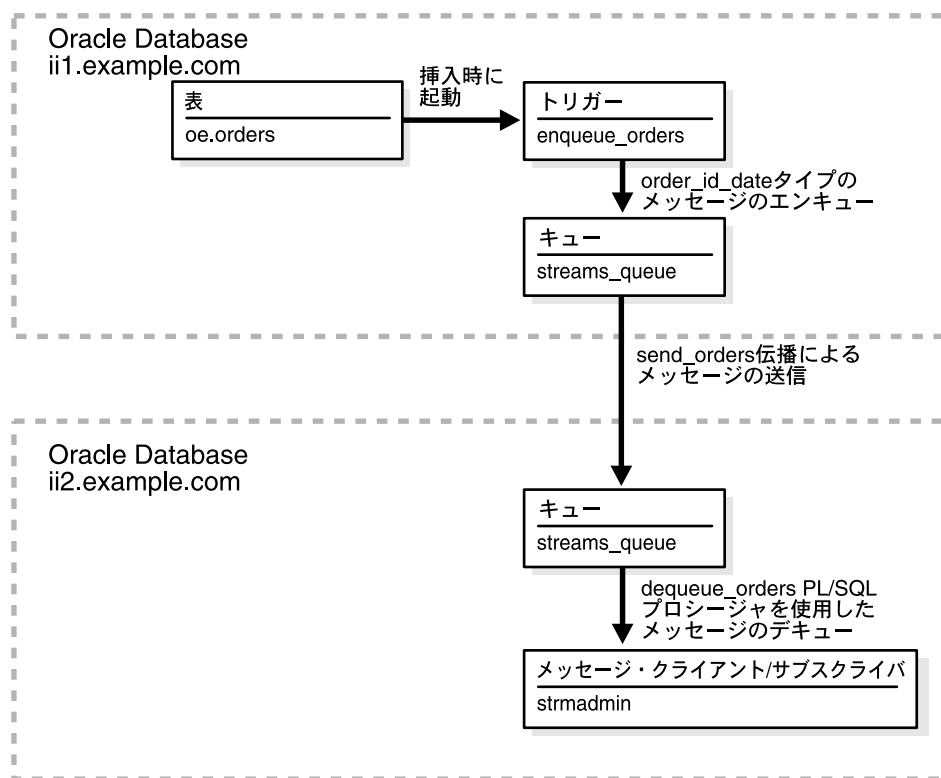 Oracle Database
ii1.example.com
表
oe.orders
挿入時に
起動
トリガー
enqueue_orders
order_id_dateタイプの
メッセージのエンキュー
キュー
streams_queue
send_orders伝播による
メッセージの送信
Oracle Database
ii2.example.com
キュー
streams_queue
dequeue_orders PL/SQL
プロシージャを使用した
メッセージのデキュー
メッセージ・クライアント/サブスクライバ
strmadmin